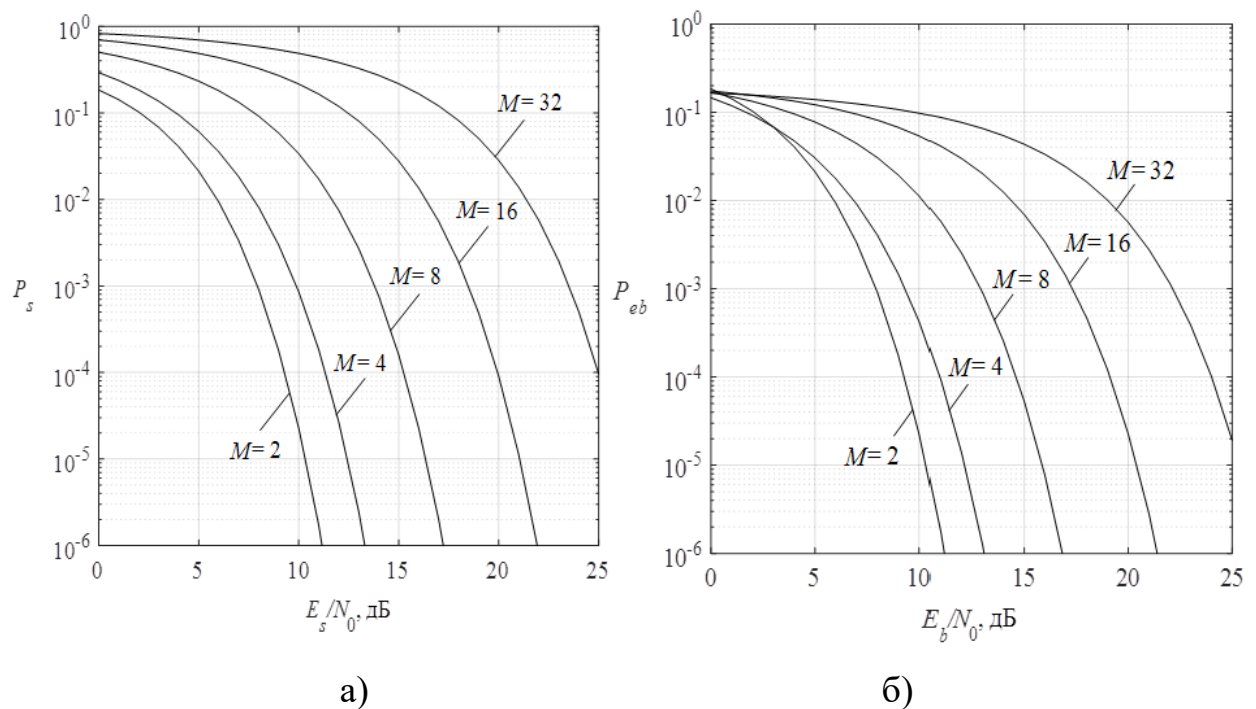 10^0
10^-1
10^-2
10^-3
10^-4
10^-5
10^-6
P_s
M= 32
M= 16
M= 8
M= 4
M= 2
0 5 10 15 20 25
E_s/N_0, дБ
а)
10^0
10^-1
10^-2
10^-3
10^-4
10^-5
10^-6
P_eb
M= 32
M= 16
M= 8
M= 4
M= 2
0 5 10 15 20 25
E_b/N_0, дБ
б)